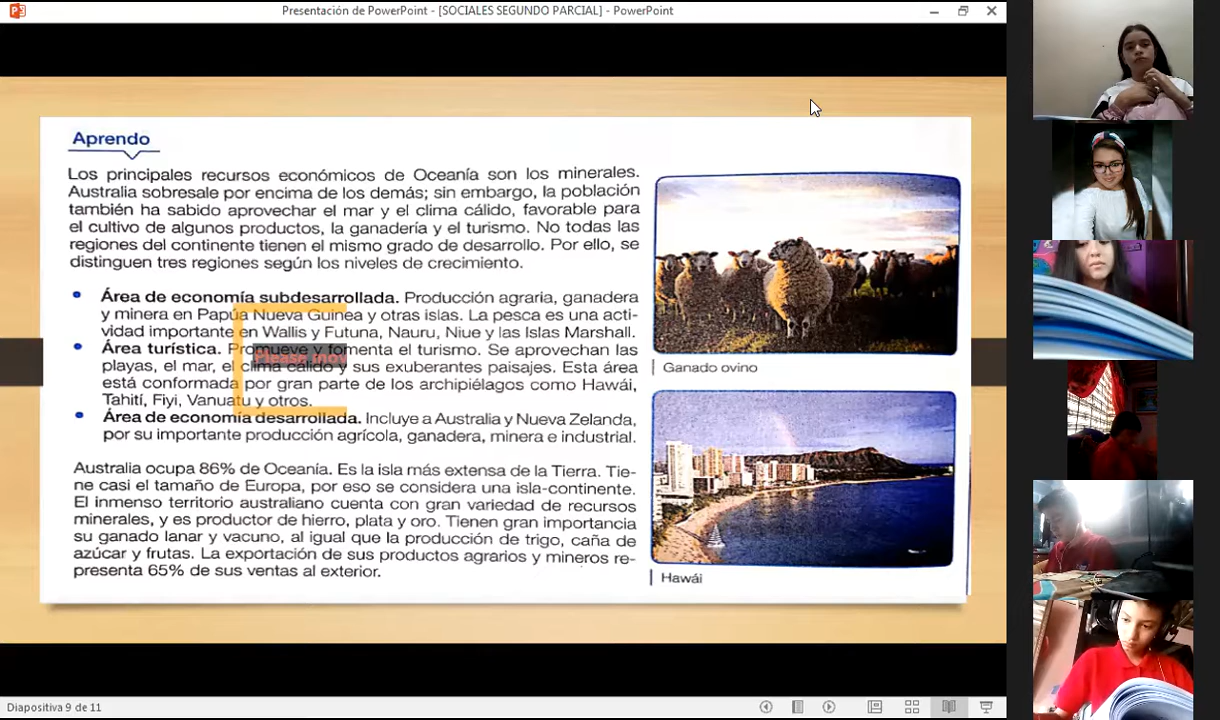 Presentación de PowerPoint - [SOCIALES SEGUNDO PARCIAL] - PowerPoint
Aprendo
Los principales recursos económicos de Oceanía son los minerales.
Australia sobresale por encima de los demás; sin embargo, la población
también ha sabido aprovechar el mar y el clima cálido, favorable para
el cultivo de algunos productos, la ganadería y el turismo. No todas las
regiones del continente tienen el mismo grado de desarrollo. Por ello, se
distinguen tres regiones según los niveles de crecimiento.
Área de economía subdesarrollada. Producción agraria, ganadera
y minera en Papúa Nueva Guinea y otras islas. La pesca es una acti-
vidad importante en Wallis y Futuna, Nauru, Niue y las Islas Marshall.
Área turística. Promueve y fomenta el turismo. Se aprovechan las
playas, el mar, el clima cálido y sus exuberantes paisajes. Esta área
está conformada por gran parte de los archipiélagos como Hawái,
Tahití, Fiyi, Vanuatu y otros.
Área de economía desarrollada. Incluye a Australia y Nueva Zelanda,
por su importante producción agrícola, ganadera, minera e industrial.
Australia ocupa 86% de Oceanía. Es la isla más extensa de la Tierra. Tie-
ne casi el tamaño de Europa, por eso se considera una isla-continente.
El inmenso territorio australiano cuenta con gran variedad de recursos
minerales, y es productor de hierro, plata y oro. Tienen gran importancia
su ganado lanar y vacuno, al igual que la producción de trigo, caña de
azúcar y frutas. La exportación de sus productos agrarios y mineros re-
presenta 65% de sus ventas al exterior.
Ganado ovino
Hawái
Please
Diapositiva 9 de 11